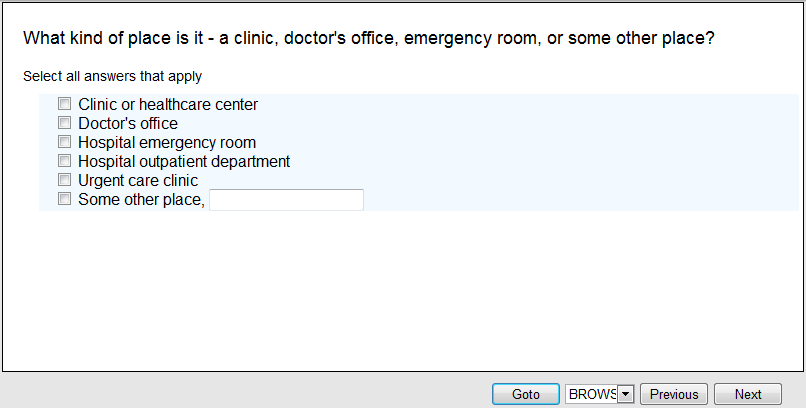 What kind of place is it - a clinic, doctor's office, emergency room, or some other place?
Select all answers that apply
Clinic or healthcare center
Doctor's office
Hospital emergency room
Hospital outpatient department
Urgent care clinic
Some other place,
Goto BROWS Previous Next